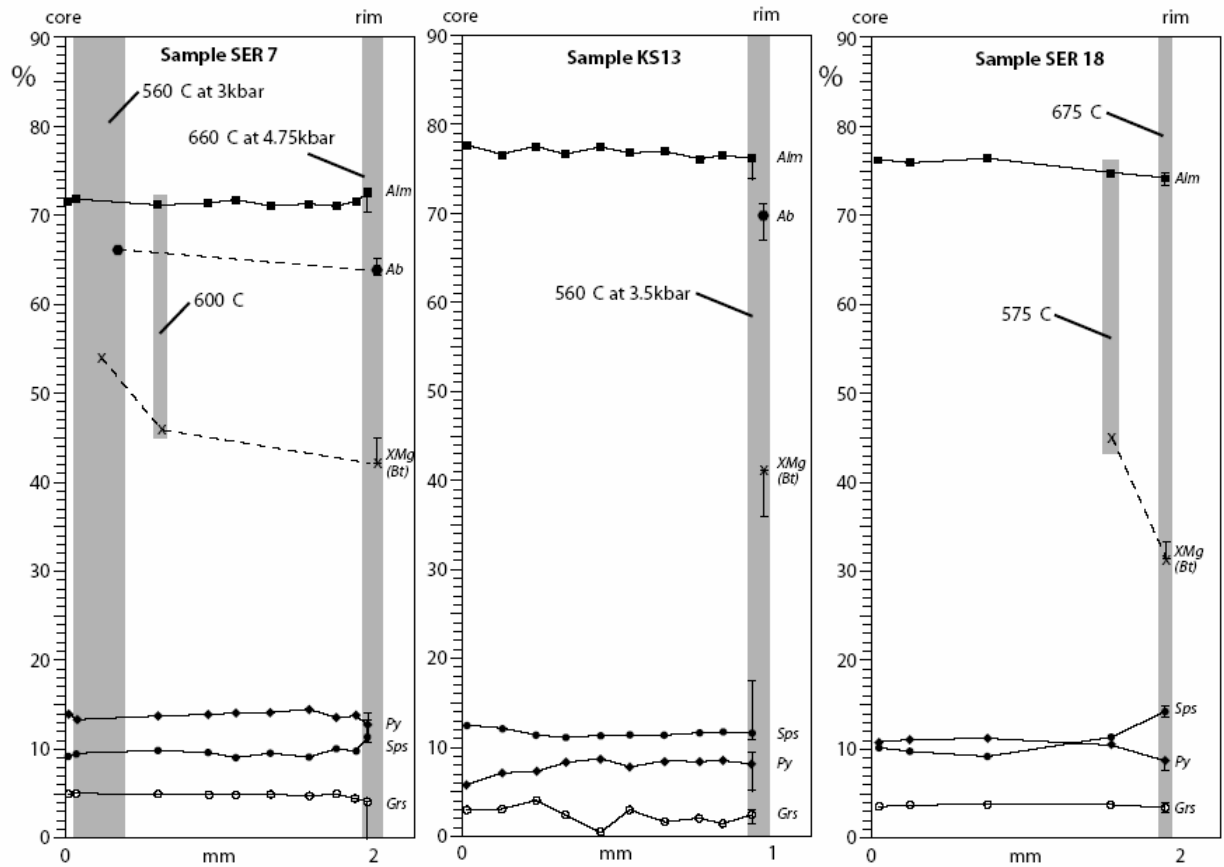 core rim
90
80
70
60
50
40
30
20
10
0
%
Sample SER 7
560 C at 3kbar
660 C at 4.75kbar
Alm
Ab
600 C
XMg
(Bt)
Py
Sps
Grs
0 mm 2
rim
90
80
70
60
50
40
30
20
10
0
Sample KS13
Alm
Ab
560 C at 3.5kbar
XMg
(Bt)
Sps
Py
Grs
0 mm 1
core rim
90
80
70
60
50
40
30
20
10
0
%
Sample SER 18
675 C
Alm
575 C
XMg
(Bt)
Sps
Py
Grs
0 mm 2